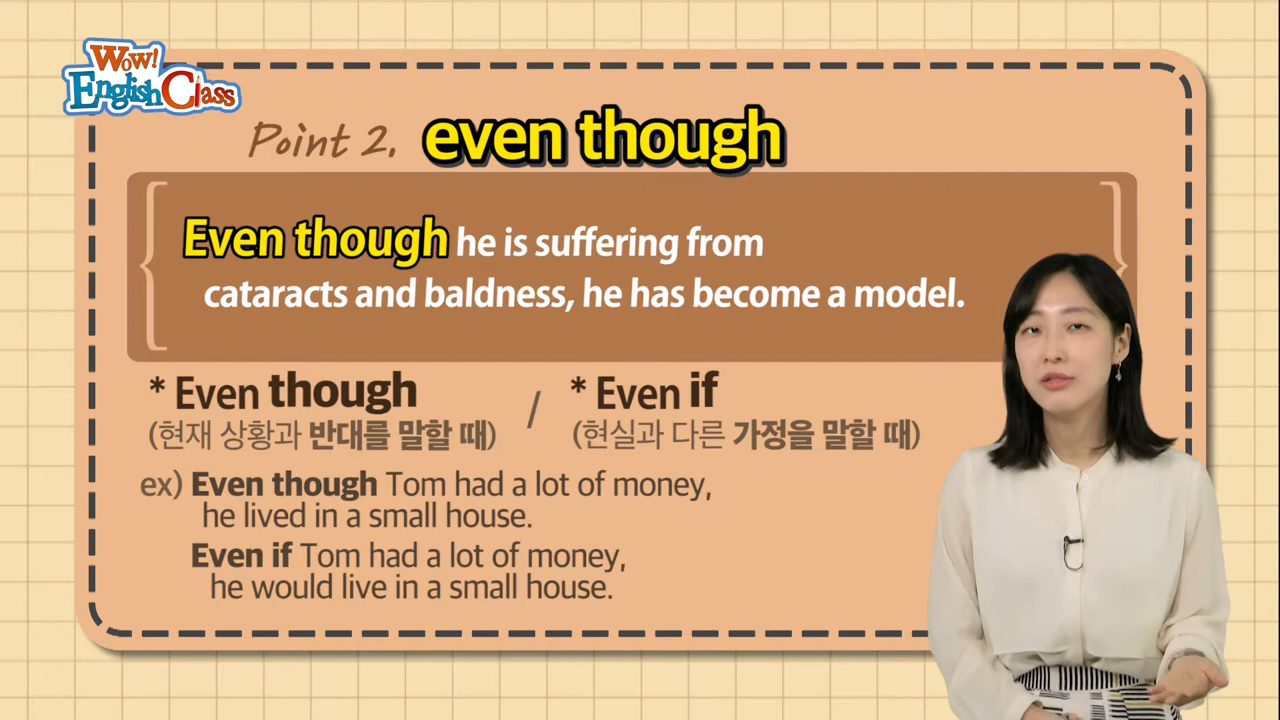 Wow!
English Class
Point 2. even though
Even though he is suffering from
cataracts and baldness, he has become a model.
* Even though / * Even if
(현재 상황과 반대를 말할 때) (현실과 다른 가정을 말할 때)
ex) Even though Tom had a lot of money,
he lived in a small house.
Even if Tom had a lot of money,
he would live in a small house.